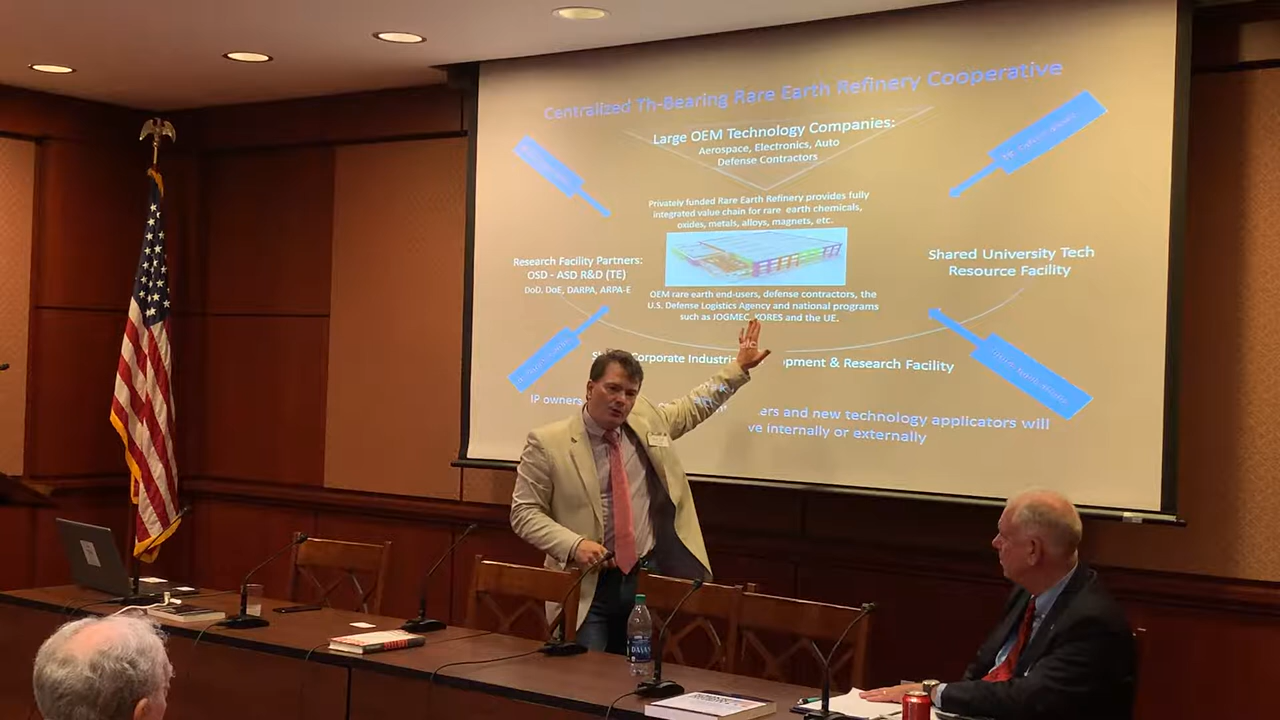 Centralized Th-Bearing Rare Earth Refinery Cooperative
Large OEM Technology Companies:
Aerospace, Electronics, Auto
Defense Contractors
Privately funded Rare Earth Refinery provides fully
integrated value chain for rare earth chemicals,
oxides, metals, alloys, magnets, etc.
Research Facility Partners:
OSD - ASD R&D (TE)
DoD. DoE, DARPA, ARPA-E
Shared University Tech
Resource Facility
OEM rare earth end-users, defense contractors, the
U.S. Defense Logistics Agency and national programs
such as JOGMEC, KORES and the UE.
Corporate
& Research Facility
IP owners
and new technology applicators will
internally or externally
DASANI